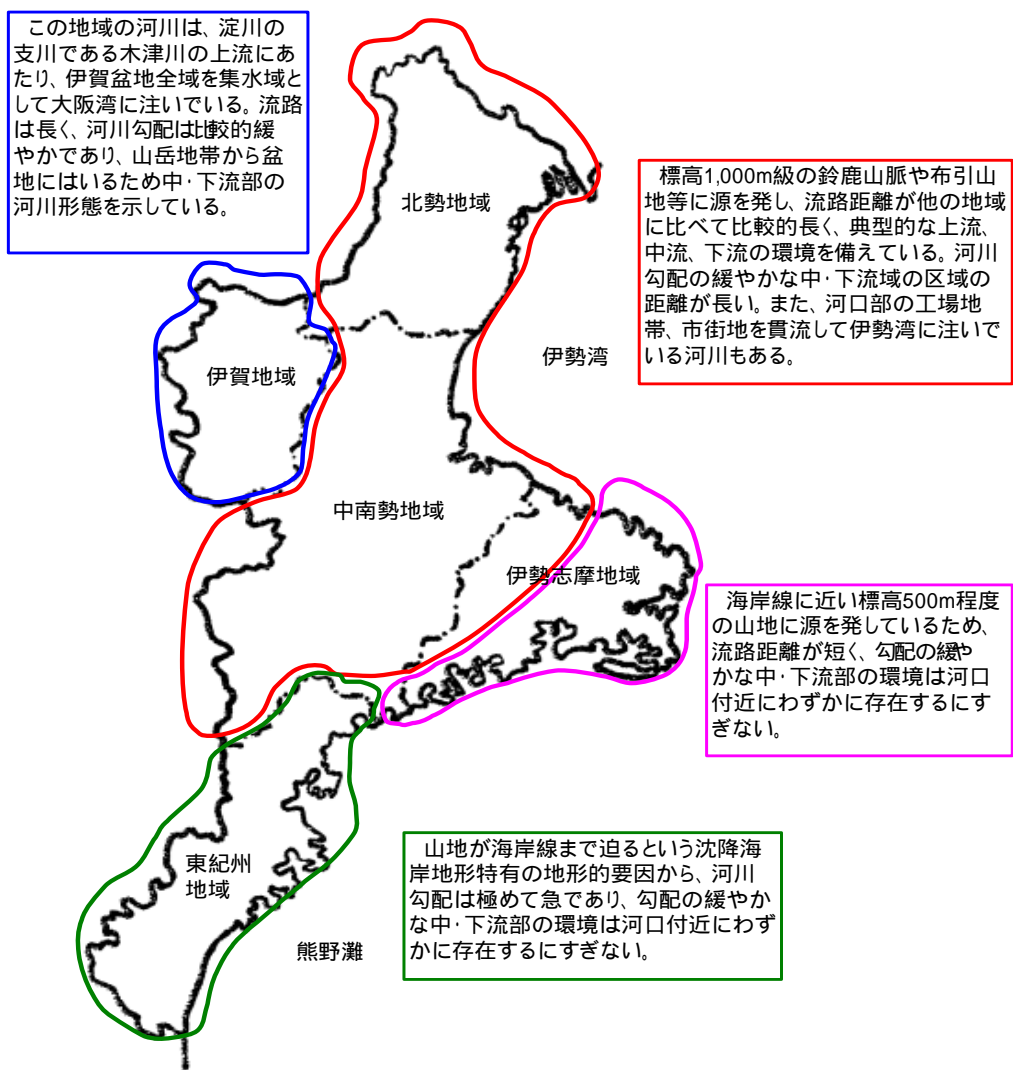 この地域の河川は、淀川の
支川である木津川の上流にあ
たり、伊賀盆地全域を集水域と
して大阪湾に注いでいる。流路
は長く、河川勾配は比較的緩
やかであり、山岳地帯から盆
地にはいるため中・下流部の
河川形態を示している。
北勢地域
標高1,000m級の鈴鹿山脈や布引山
地等に源を発し、流路距離が他の地域
に比べて比較的長く、典型的な上流、
中流、下流の環境を備えている。河川
勾配の緩やかな中・下流域の区域の
距離が長い。また、河口部の工場地
帯、市街地を貫流して伊勢湾に注いで
いる河川もある。
伊勢湾
伊賀地域
中南勢地域
伊勢志摩地域
海岸線に近い標高500m程度
の山地に源を発しているため、
流路距離が短く、勾配の緩や
かな中・下流部の環境は河口
付近にわずかに存在するにす
ぎない。
東紀州
地域
山地が海岸線まで迫るという沈降海
岸地形特有の地形的要因から、河川
勾配は極めて急であり、勾配の緩やか
な中・下流部の環境は河口付近にわず
かに存在するにすぎない。
熊野灘